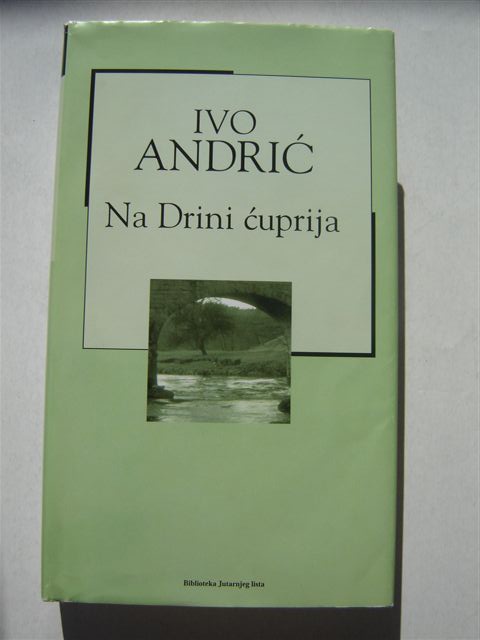 IVO
ANDRIĆ
Na Drini ćuprija
Biblioteka Jutarnjeg lista